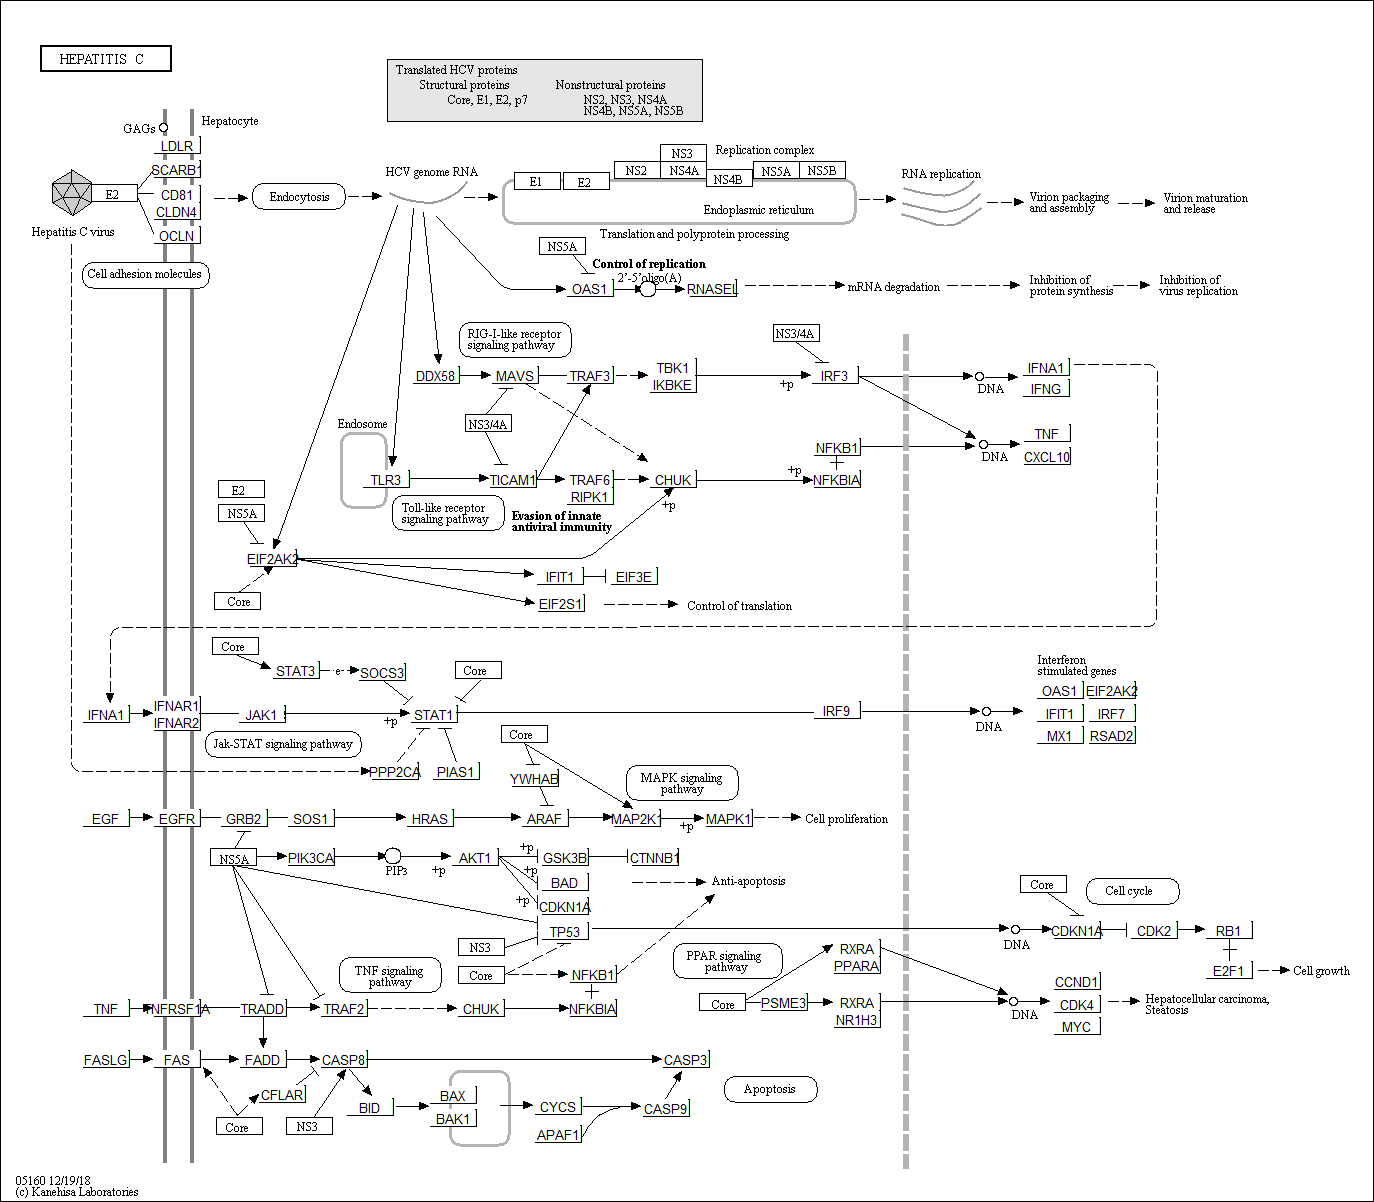 HEPATITIS C
Translated HCV proteins
Structural proteins
Nonstructural proteins
Core, E1, E2, p7
NS2, NS3, NS4A
NS4B, NS5A, NS5B
GAGs
Hepatocyte
LDLR
SCARB1
E2
CD81
CLDN4
OCLN
Hepatitis C virus
Cell adhesion molecules
Endocytosis
HCV genome RNA
E1
E2
NS2
NS3
NS4A
NS4B
NS5A
NS5B
Replication complex
Endoplasmic reticulum
Translation and polyprotein processing
RNA replication
Virion packaging
and assembly
Virion maturation
and release
NS5A
Control of replication
2'-5'oligo(A)
OAS1
RNASEL
mRNA degradation
Inhibition of
protein synthesis
Inhibition of
virus replication
RIG-I-like receptor
signaling pathway
NS3/4A
DDX58
MAVS
TRAF3
TBK1
IKBKE
+p
IRF3
DNA
IFNA1
IFNG
NS3/4A
Endosome
TLR3
TICAM1
TRAF6
RIPK1
CHUK
+p
+p
NFKB1
NFKBIA
DNA
TNF
CXCL10
Toll-like receptor
signaling pathway
Evasion of innate
antiviral immunity
E2
NS5A
EIF2AK2
Core
IFIT1
EIF3E
EIF2S1
Control of translation
Core
STAT3
e
SOCS3
Core
IFNA1
IFNAR1
IFNAR2
JAK1
+p
STAT1
IRF9
DNA
Interferon
stimulated genes
OAS1
EIF2AK2
IFIT1
IRF7
MX1
RSAD2
Jak-STAT signaling pathway
PPP2CA
PIAS1
Core
YWHAB
MAPK signaling
pathway
EGF
EGFR
GRB2
SOS1
HRAS
ARAF
MAP2K1
+p
MAPK1
Cell proliferation
NS5A
PIK3CA
PIP3
+p
AKT1
+p
GSK3B
CTNNB1
+p
BAD
+p
CDKN1A
Anti-apoptosis
TP53
NS3
Core
NFKB1
NFKBIA
DNA
Core
Cell cycle
CDKN1A
CDK2
RB1
E2F1
Cell growth
TNF signaling
pathway
PPAR signaling
pathway
Core
PSME3
RXRA
PPARA
RXRA
NR1H3
DNA
CCND1
CDK4
MYC
Hepatocellular carcinoma,
Steatosis
TNF
TNFRSF1A
TRADD
TRAF2
CHUK
FASLG
FAS
FADD
CASP8
CASP3
CFLAR
Core
NS3
BID
BAX
BAK1
CYCS
APAF1
CASP9
Apoptosis
05160 12/19/18
(c) Kanehisa Laboratories